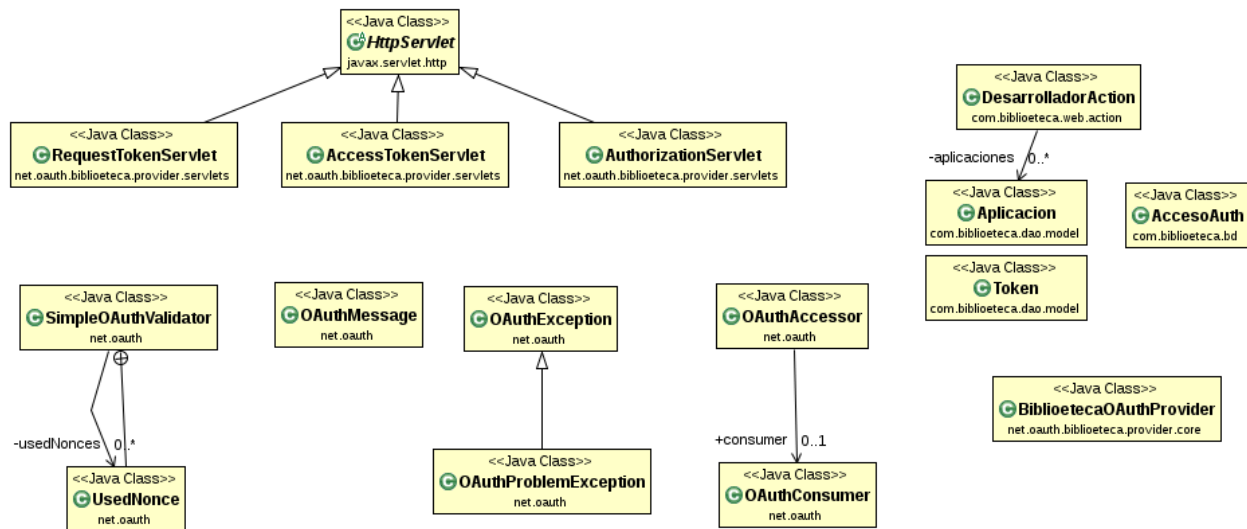 <<Java Class>>
HttpServlet
javax.servlet.http
<<Java Class>>
RequestTokenServlet
net.oauth.biblioeteca.provider.servlets
<<Java Class>>
AccessTokenServlet
net.oauth.biblioeteca.provider.servlets
<<Java Class>>
AuthorizationServlet
net.oauth.biblioeteca.provider.servlets
<<Java Class>>
DesarrolladorAction
com.biblioeteca.web.action
-aplicaciones
0..*
<<Java Class>>
Aplicacion
com.biblioeteca.dao.model
<<Java Class>>
AccesoAuth
com.biblioeteca.bd
<<Java Class>>
Token
com.biblioeteca.dao.model
<<Java Class>>
SimpleOAuthValidator
net.oauth
-usedNonces
0..*
<<Java Class>>
UsedNonce
net.oauth
<<Java Class>>
OAuthMessage
net.oauth
<<Java Class>>
OAuthException
net.oauth
<<Java Class>>
OAuthProblemException
net.oauth
<<Java Class>>
OAuthAccessor
net.oauth
+consumer
0..1
<<Java Class>>
OAuthConsumer
net.oauth
<<Java Class>>
BiblioetecaOAuthProvider
net.oauth.biblioeteca.provider.core